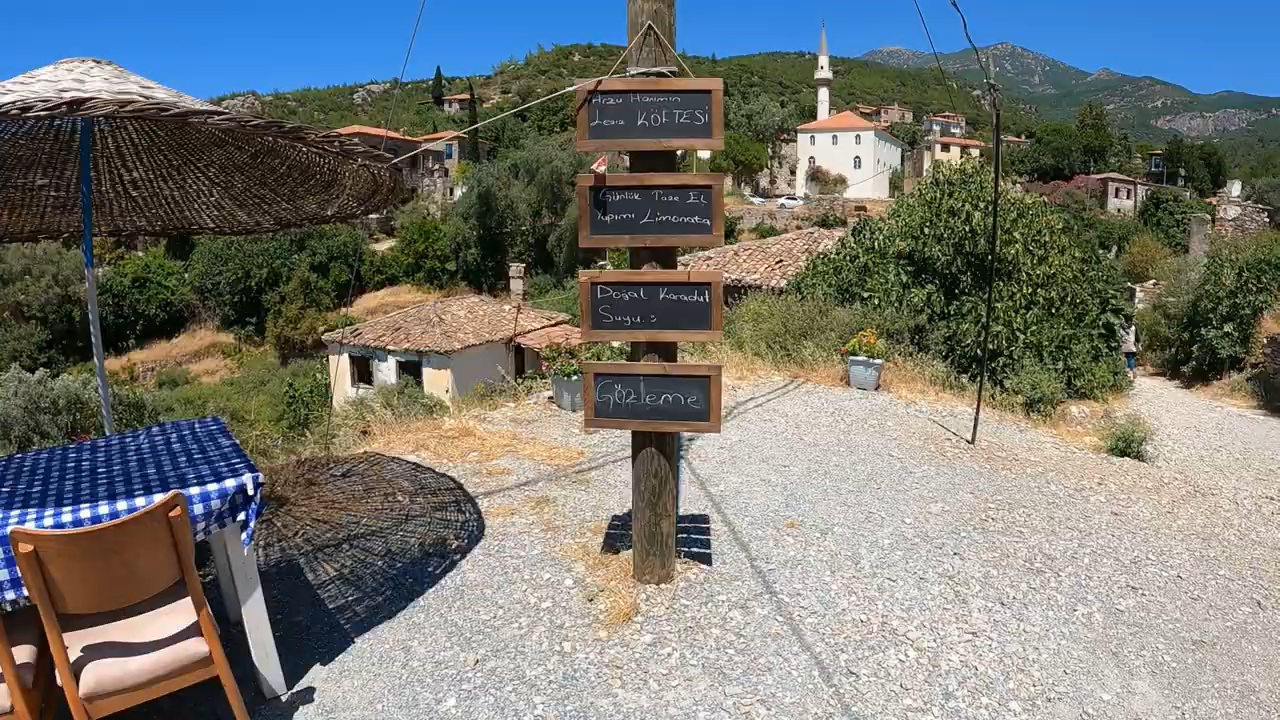 Arzu Hanımın
Leziz KÖFTESİ
Günlük Taze El
Yapımı Limonata
Doğal Karadut
Suyu.
Gözleme